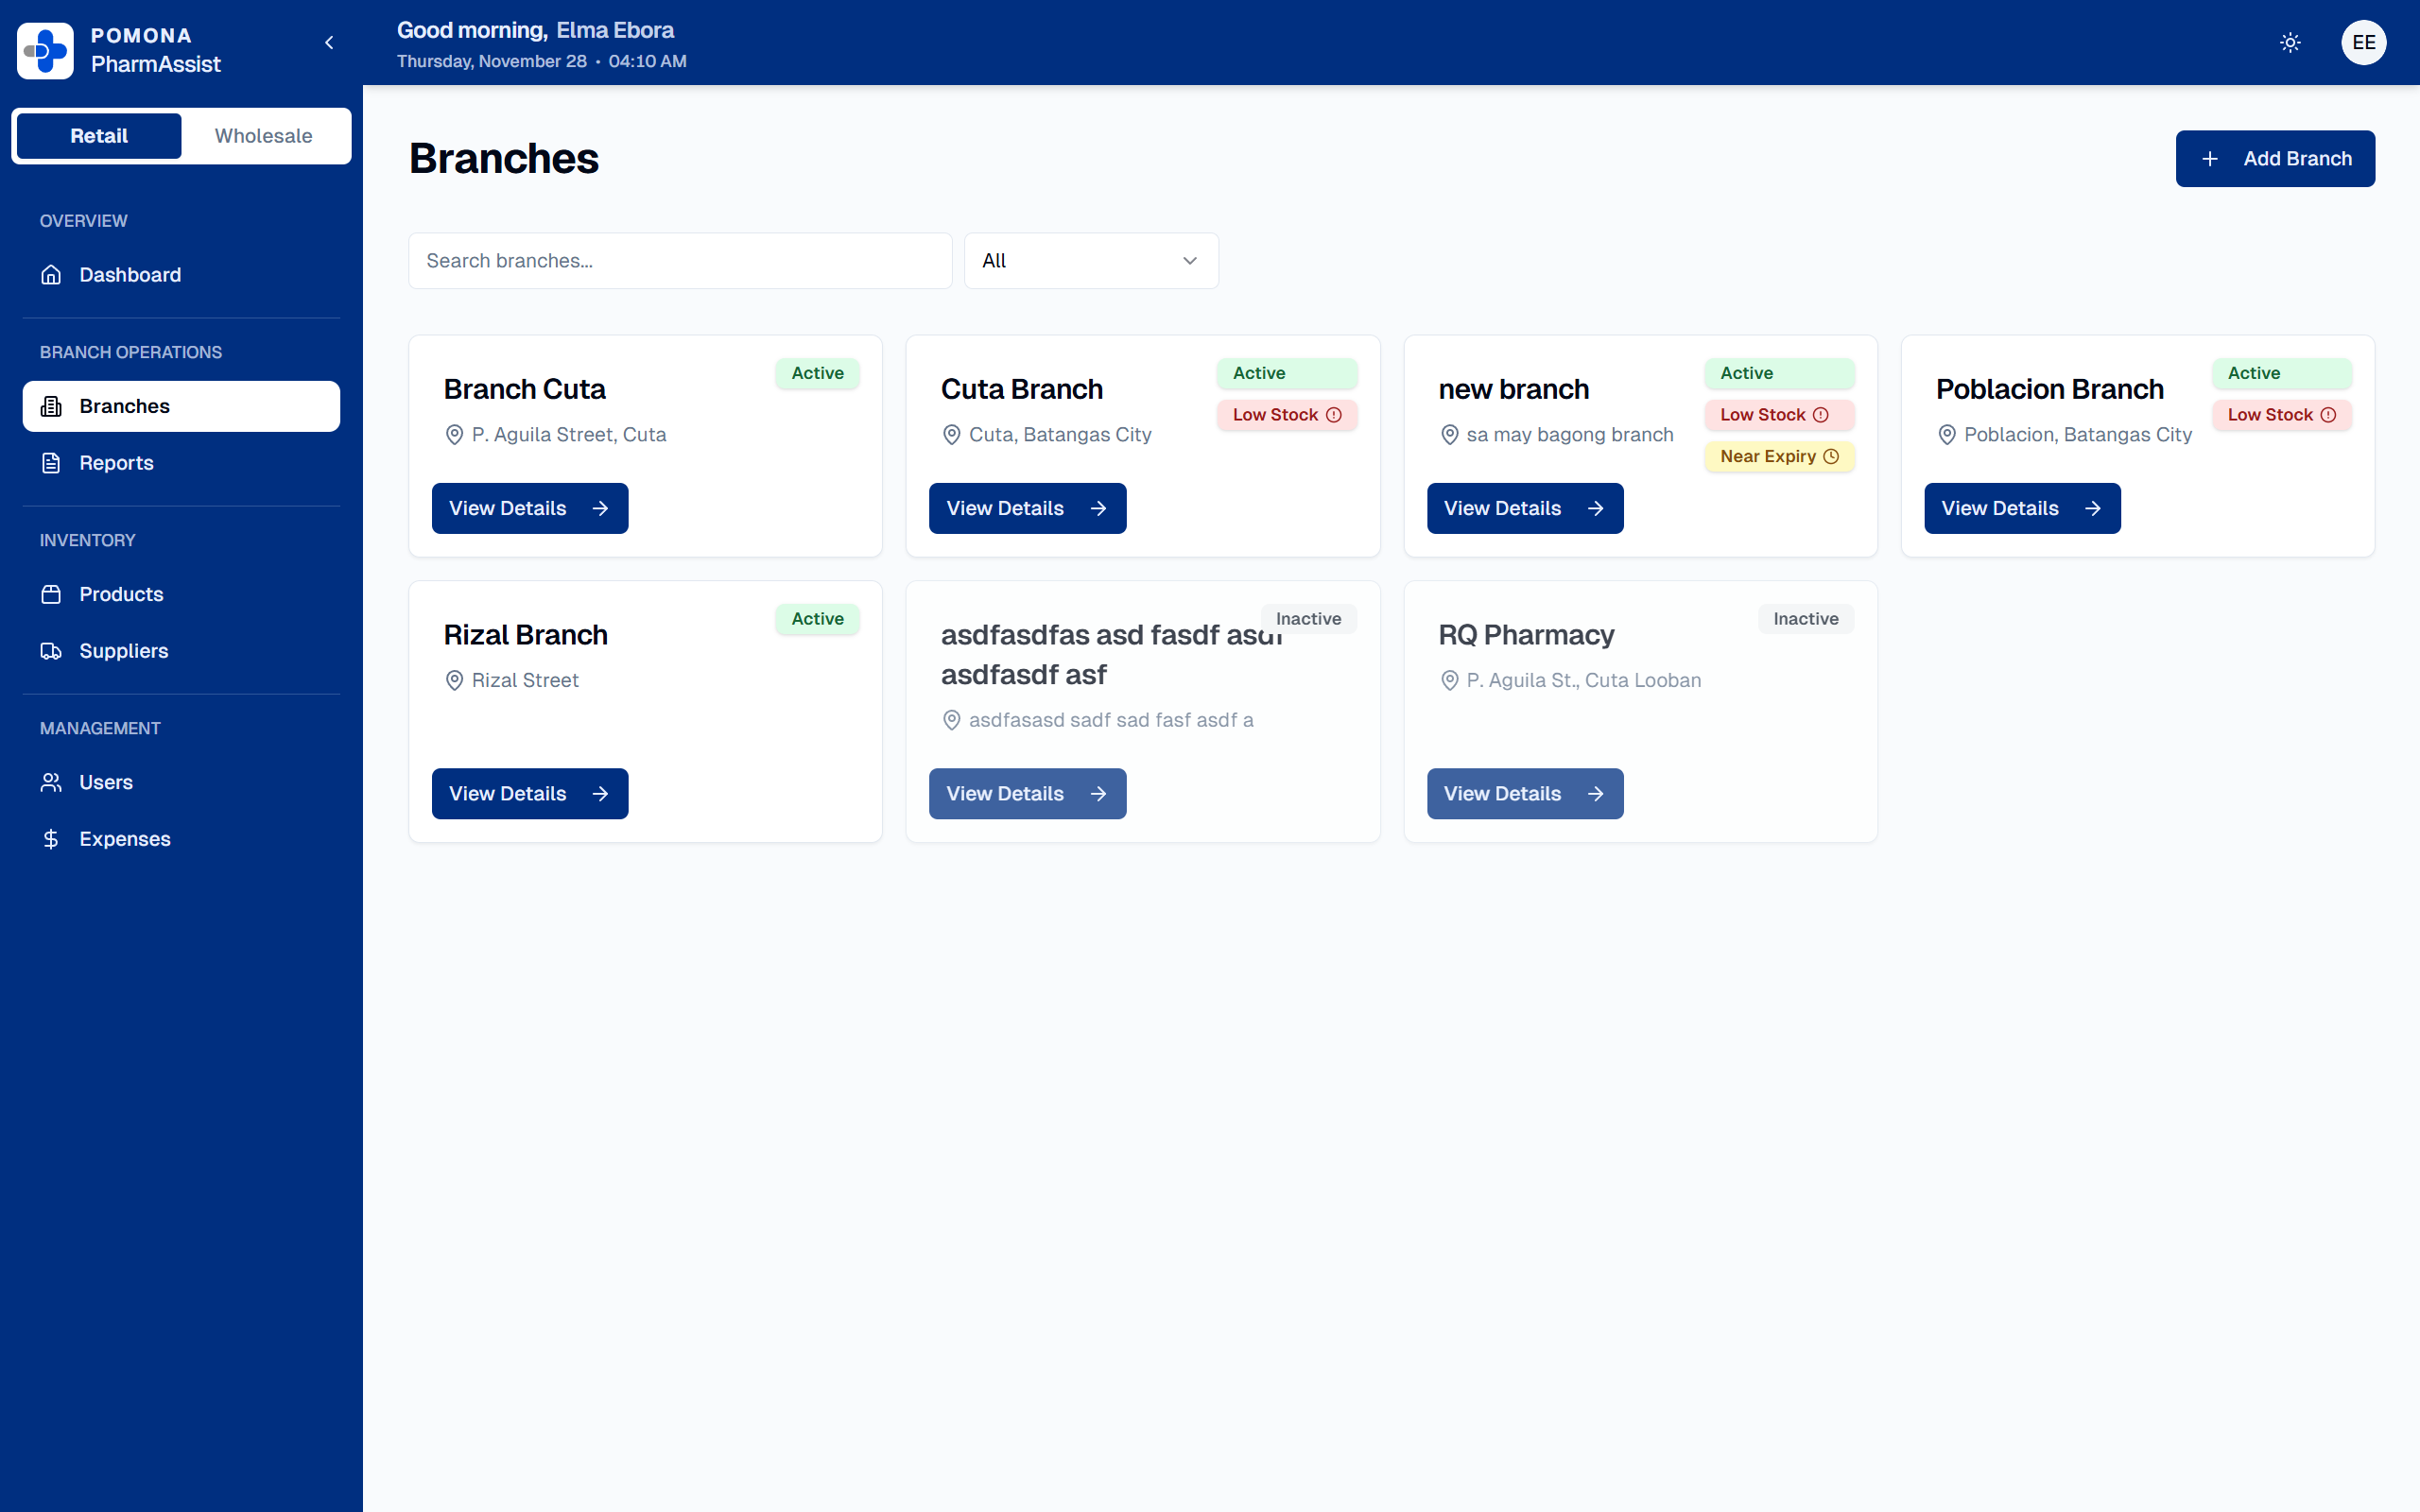 POMONA
PharmAssist
Good morning, Elma Ebora
Thursday, November 28 • 04:10 AM
EE
Retail
Wholesale
OVERVIEW
Dashboard
BRANCH OPERATIONS
Branches
Reports
INVENTORY
Products
Suppliers
MANAGEMENT
Users
Expenses
Branches
+ Add Branch
Search branches...
All
Branch Cuta
Active
P. Aguila Street, Cuta
View Details
Cuta Branch
Active
Low Stock
Cuta, Batangas City
View Details
new branch
Active
Low Stock
sa may bagong branch
Near Expiry
View Details
Poblacion Branch
Active
Low Stock
Poblacion, Batangas City
View Details
Rizal Branch
Active
Rizal Street
View Details
Inactive
asdfasdfas asd fasdf asdf
asdfasdf asf
asdfasasd sadf sad fasf asdf a
View Details
RQ Pharmacy
Inactive
P. Aguila St., Cuta Looban
View Details